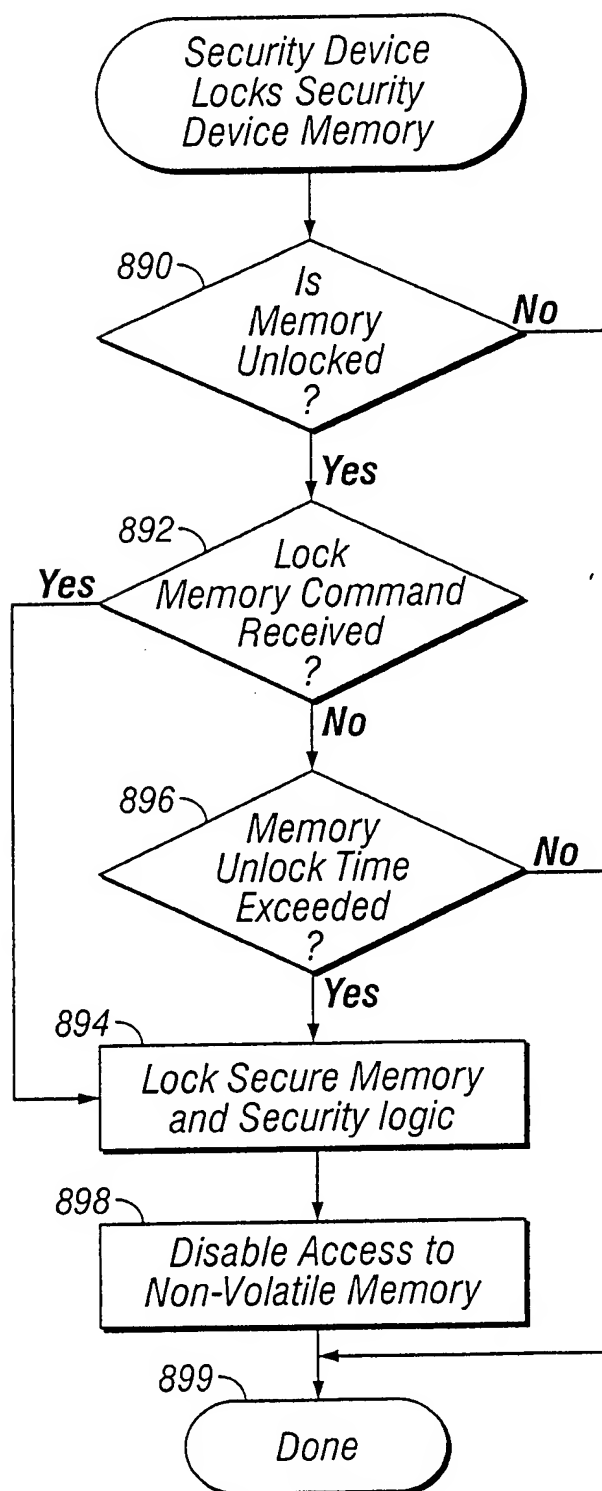 Security Device
Locks Security
Device Memory
890
Is
Memory
Unlocked
?
No
Yes
892
Lock
Memory Command
Received
?
Yes
No
896
Memory
Unlock Time
Exceeded
?
No
Yes
894
Lock Secure Memory
and Security logic
898
Disable Access to
Non-Volatile Memory
899
Done